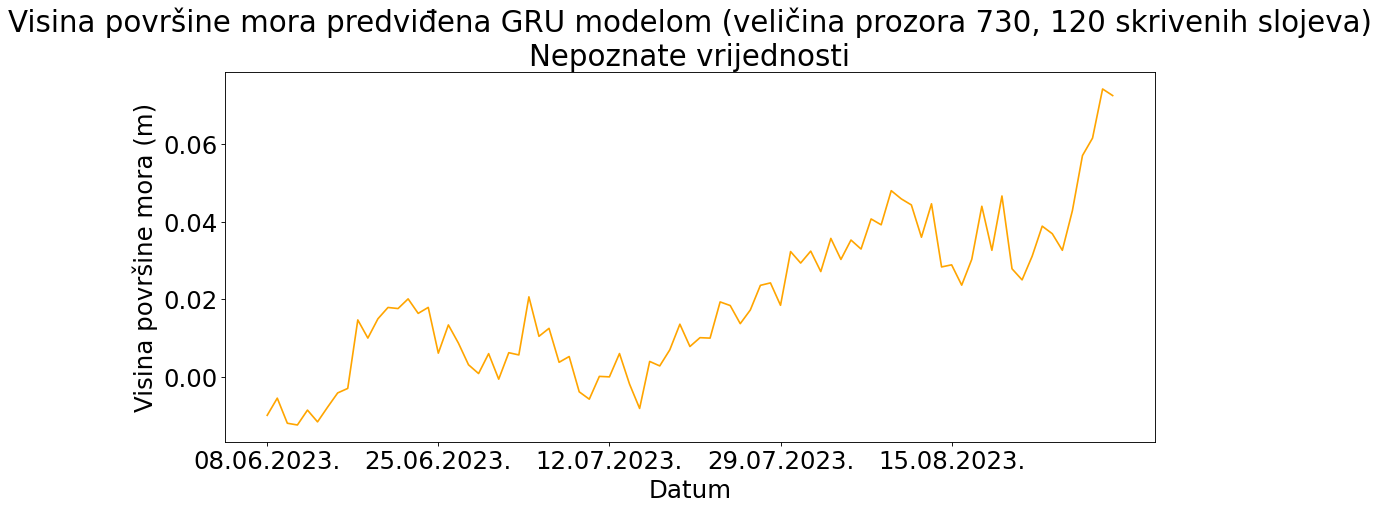 Visina površine mora predviđena GRU modelom (veličina prozora 730, 120 skrivenih slojeva)
Nepoznate vrijednosti
Visina površine mora (m)
0.06
0.04
0.02
0.00
08.06.2023. 25.06.2023. 12.07.2023. 29.07.2023. 15.08.2023.
Datum